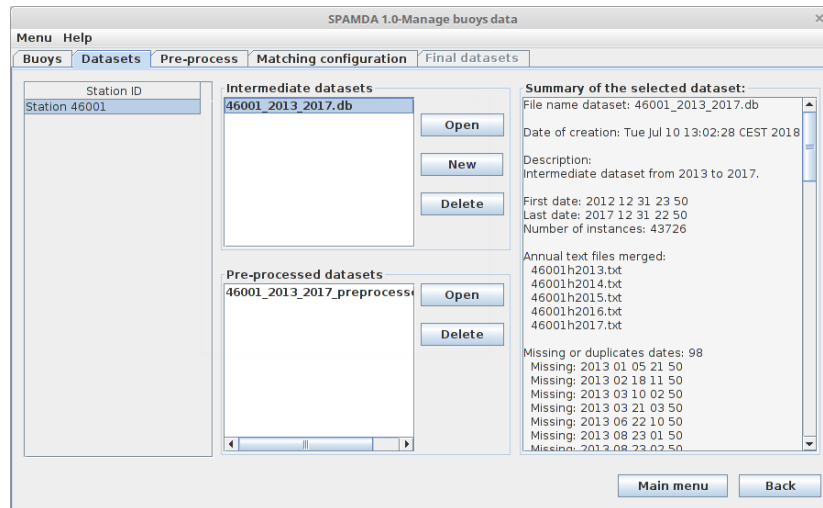 SPAMDA 1.0-Manage buoys data
Menu Help
Buoys Datasets Pre-process Matching configuration Final datasets
Station ID
Station 46001
Intermediate datasets
46001_2013_2017.db
Open
New
Delete
Pre-processed datasets
46001_2013_2017_preprocesse
Open
Delete
Summary of the selected dataset:
File name dataset: 46001_2013_2017.db
Date of creation: Tue Jul 10 13:02:28 CEST 2018
Description:
Intermediate dataset from 2013 to 2017.
First date: 2012 12 31 23 50
Last date: 2017 12 31 22 50
Number of instances: 43726
Annual text files merged:
46001h2013.txt
46001h2014.txt
46001h2015.txt
46001h2016.txt
46001h2017.txt
Missing or duplicates dates: 98
Missing: 2013 01 05 21 50
Missing: 2013 02 18 11 50
Missing: 2013 03 10 02 50
Missing: 2013 03 21 03 50
Missing: 2013 06 22 10 50
Missing: 2013 08 23 01 50
Missing: 2013 08 23 02 50
Main menu Back